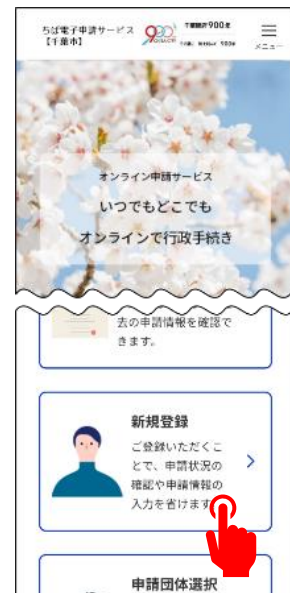 ちば電子申請サービス
【千葉市】
千葉開府900年
メニュー
オンライン申請サービス
いつでもどこでも
オンラインで行政手続き
去の申請情報を確認で
きます。
新規登録
ご登録いただくこ
とで、申請状況の
確認や申請情報の
入力を省けます
申請団体選択